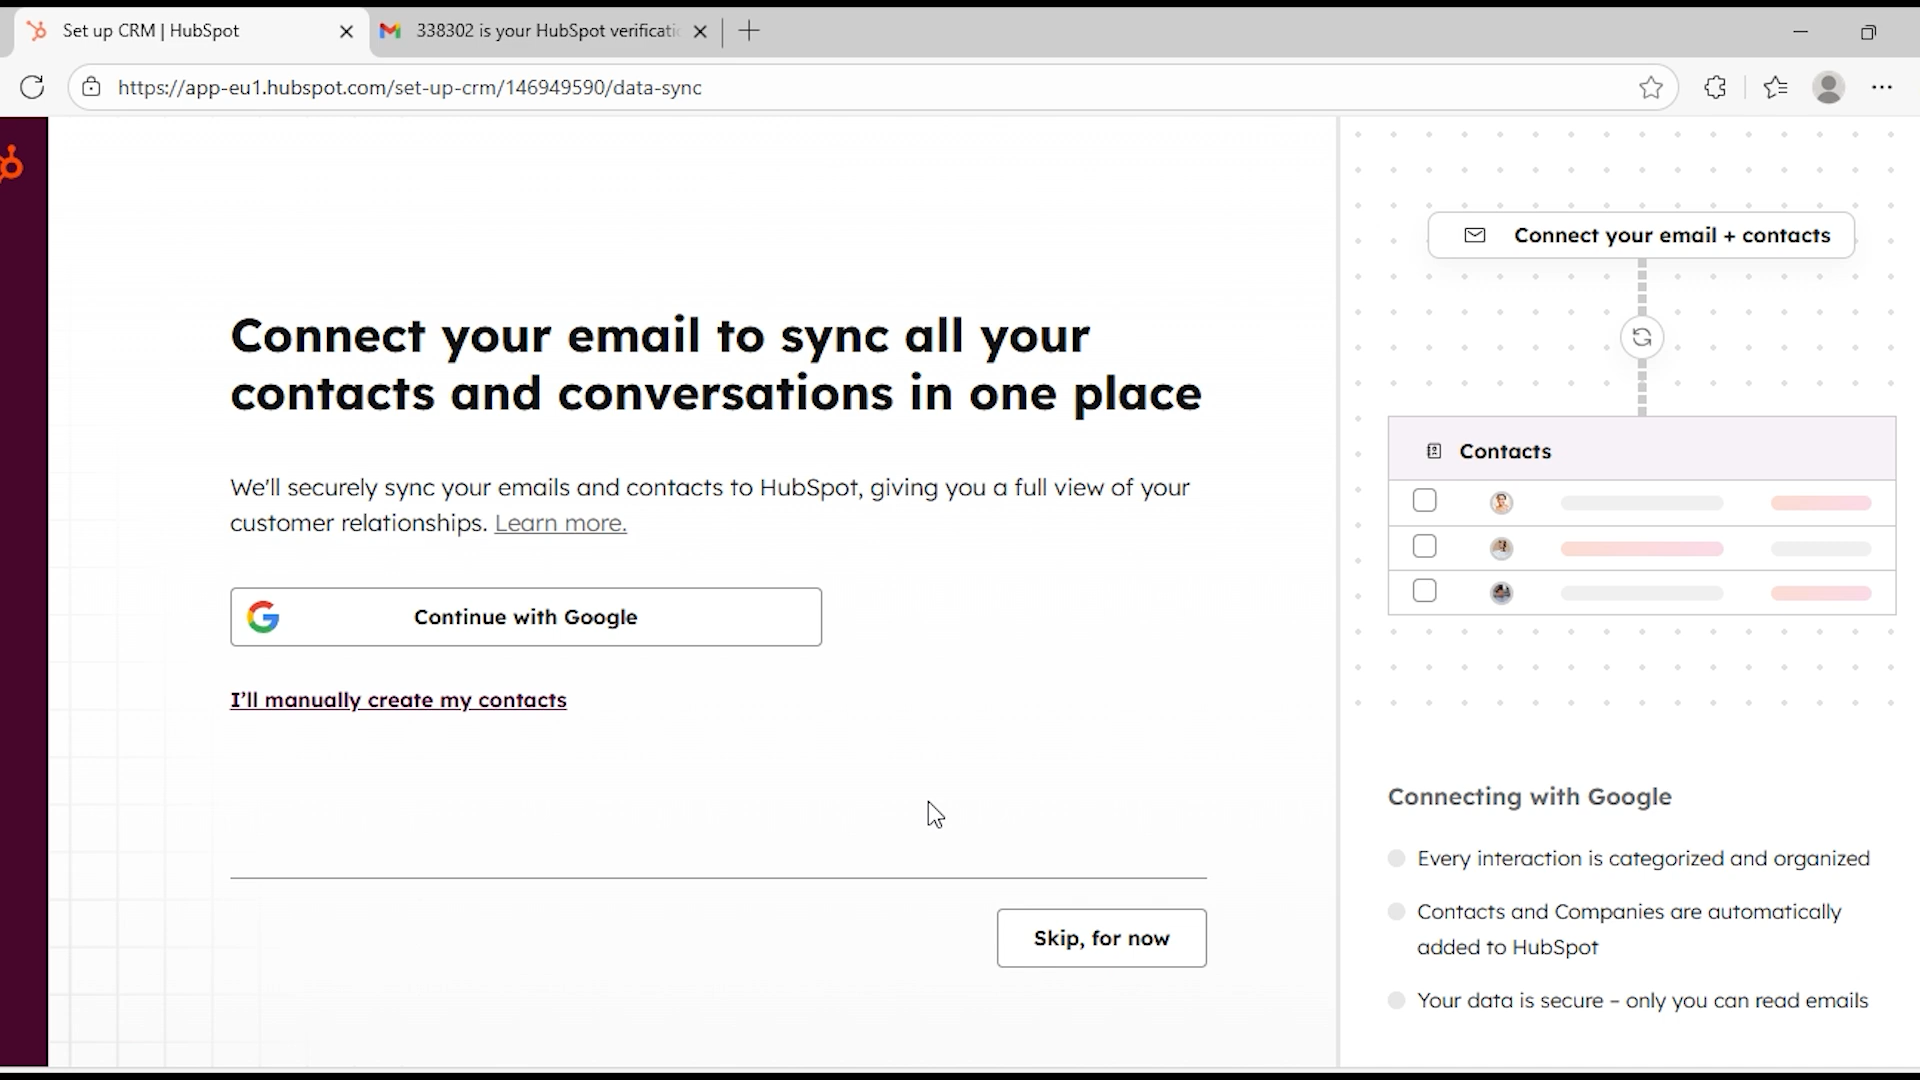 Set up CRM | HubSpot
338302 is your HubSpot verificati
https://app-eu1.hubspot.com/set-up-crm/146949590/data-sync
Connect your email to sync all your
contacts and conversations in one place
We'll securely sync your emails and contacts to HubSpot, giving you a full view of your
customer relationships. Learn more.
Continue with Google
I'll manually create my contacts
Skip, for now
Connect your email + contacts
Contacts
Connecting with Google
Every interaction is categorized and organized
Contacts and Companies are automatically
added to HubSpot
Your data is secure – only you can read emails